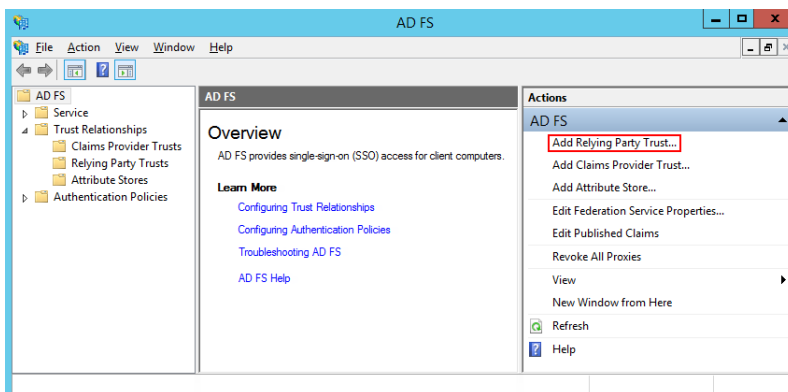 AD FS
File Action View Window Help
AD FS
Service
Trust Relationships
Claims Provider Trusts
Relying Party Trusts
Attribute Stores
Authentication Policies
AD FS
Overview
AD FS provides single-sign-on (SSO) access for client computers.
Learn More
Configuring Trust Relationships
Configuring Authentication Policies
Troubleshooting AD FS
AD FS Help
Actions
AD FS
Add Relying Party Trust...
Add Claims Provider Trust...
Add Attribute Store...
Edit Federation Service Properties...
Edit Published Claims
Revoke All Proxies
View
New Window from Here
Refresh
Help